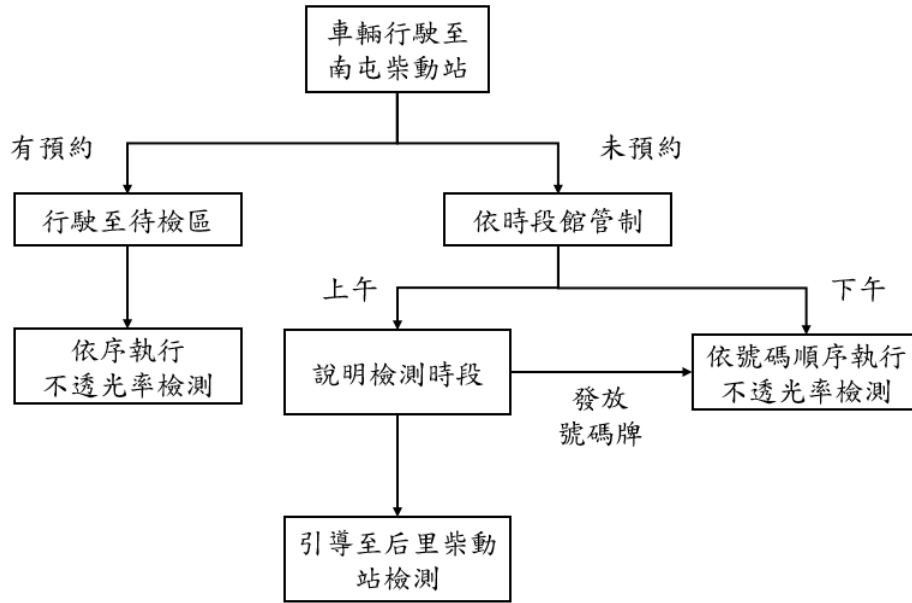 車輛行駛至
南屯柴動站
有預約
未預約
行駛至待檢區
依時段館管制
上午
下午
依序執行
不透光率檢測
說明檢測時段
依號碼順序執行
不透光率檢測
發放
號碼牌
引導至后里柴動
站檢測